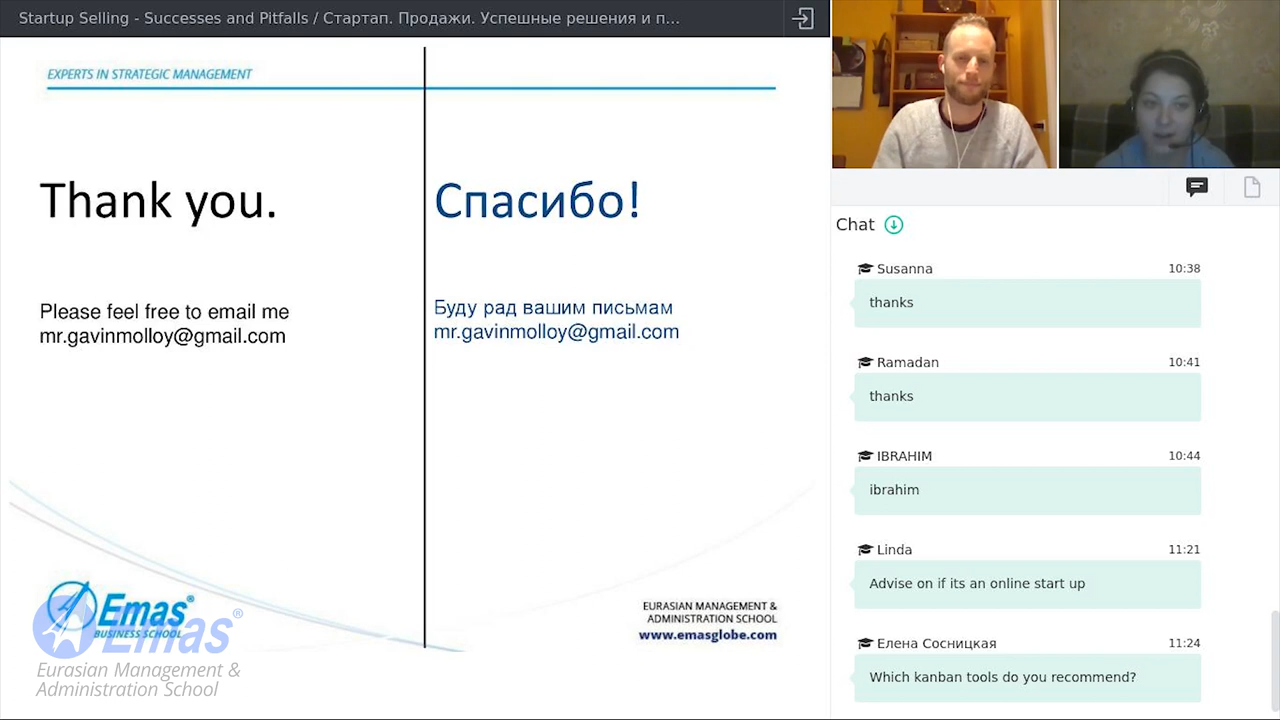 Startup Selling - Successes and Pitfalls / Стартап. Продажи. Успешные решения и п...
EXPERTS IN STRATEGIC MANAGEMENT
Thank you.
Please feel free to email me
mr.gavinmolloy@gmail.com
Спасибо!
Буду рад вашим письмам
mr.gavinmolloy@gmail.com
Emas®
BUSINESS SCHOOL
Emas®
Eurasian Management &
Administration School
EURASIAN MANAGEMENT &
ADMINISTRATION SCHOOL
www.emasglobe.com
Chat
Susanna 10:38
thanks
Ramadan 10:41
thanks
IBRAHIM 10:44
ibrahim
Linda 11:21
Advise on if its an online start up
Елена Сосницкая 11:24
Which kanban tools do you recommend?